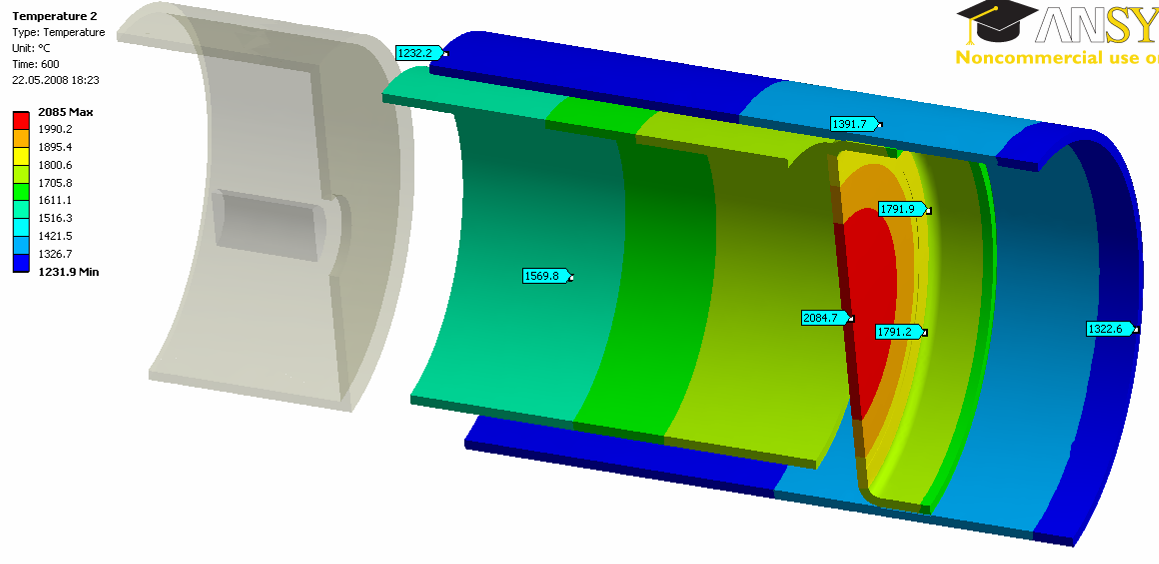 Temperature 2
Type: Temperature
Unit: °C
Time: 600
22.05.2008 18:23
2085 Max
1990.2
1895.4
1800.6
1705.8
1611.1
1516.3
1421.5
1326.7
1231.9 Min
ANSY
Noncommercial use o
1232.2
1391.7
1791.9
1569.8
2084.7
1791.2
1322.6